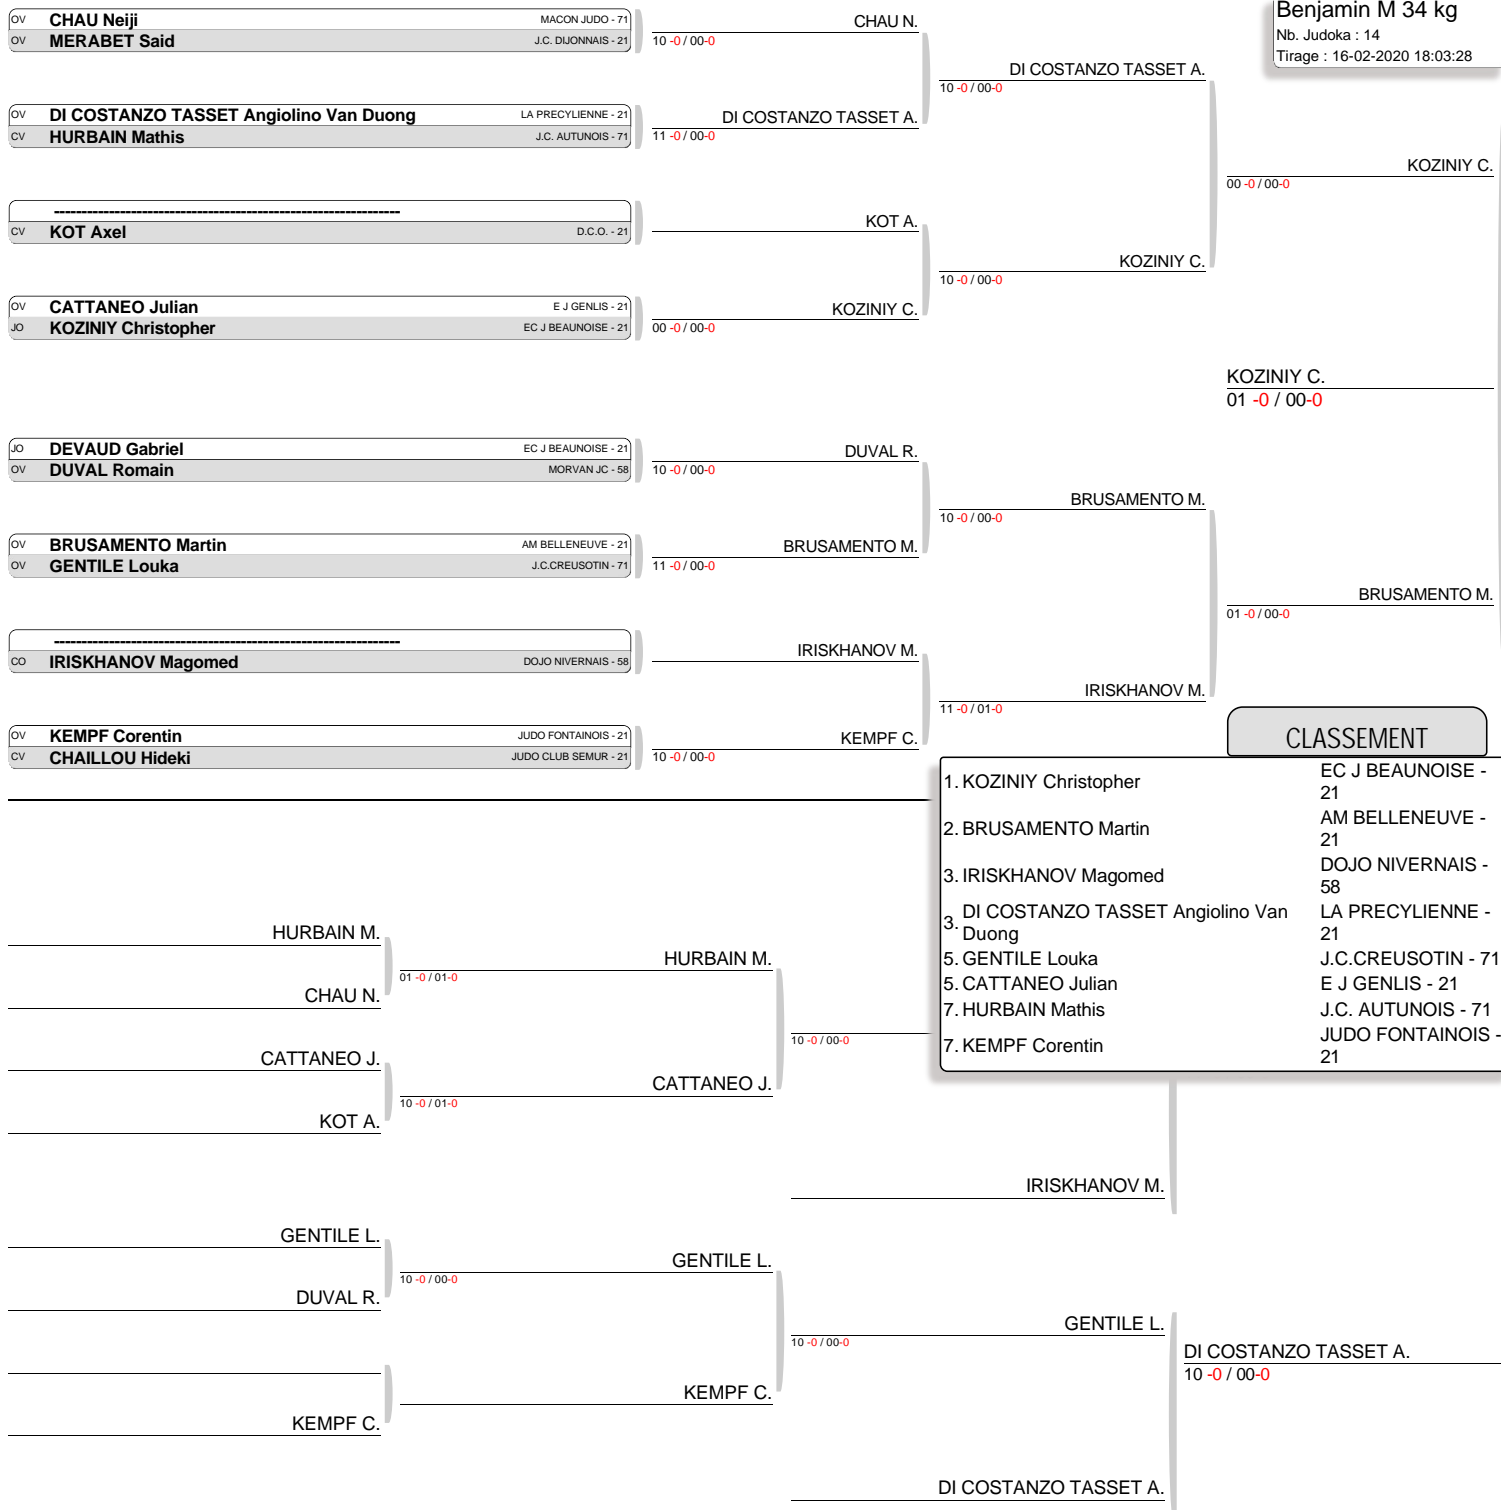 Benjamin M 34 kg
Nb. Judoka : 14
Tirage : 16-02-2020 18:03:28
OV CHAU Neiji MACON JUDO - 71
OV MERABET Said J.C. DIJONNAIS - 21
CHAU N.
10 -0 / 00-0
DI COSTANZO TASSET A.
10 -0 / 00-0
OV DI COSTANZO TASSET Angiolino Van Duong LA PRECYLIENNE - 21
CV HURBAIN Mathis J.C. AUTUNOIS - 71
DI COSTANZO TASSET A.
11 -0 / 00-0
KOZINIY C.
00 -0 / 00-0
------------------------------------------------------------
CV KOT Axel D.C.O. - 21
KOT A.
KOZINIY C.
10 -0 / 00-0
OV CATTANEO Julian E J GENLIS - 21
JO KOZINIY Christopher EC J BEAUNOISE - 21
KOZINIY C.
00 -0 / 00-0
KOZINIY C.
01 -0 / 00-0
JO DEVAUD Gabriel EC J BEAUNOISE - 21
OV DUVAL Romain MORVAN JC - 58
DUVAL R.
10 -0 / 00-0
BRUSAMENTO M.
10 -0 / 00-0
OV BRUSAMENTO Martin AM BELLENEUVE - 21
OV GENTILE Louka J.C.CREUSOTIN - 71
BRUSAMENTO M.
11 -0 / 00-0
BRUSAMENTO M.
01 -0 / 00-0
------------------------------------------------------------
CO IRISKHANOV Magomed DOJO NIVERNAIS - 58
IRISKHANOV M.
IRISKHANOV M.
11 -0 / 01-0
OV KEMPF Corentin JUDO FONTAINOIS - 21
CV CHAILLOU Hideki JUDO CLUB SEMUR - 21
KEMPF C.
10 -0 / 00-0
CLASSEMENT
1. KOZINIY Christopher EC J BEAUNOISE -
21
2. BRUSAMENTO Martin AM BELLENEUVE -
21
3. IRISKHANOV Magomed DOJO NIVERNAIS -
58
3. DI COSTANZO TASSET Angiolino Van LA PRECYLIENNE -
Duong 21
5. GENTILE Louka J.C.CREUSOTIN - 71
5. CATTANEO Julian E J GENLIS - 21
7. HURBAIN Mathis J.C. AUTUNOIS - 71
7. KEMPF Corentin JUDO FONTAINOIS -
21
HURBAIN M.
HURBAIN M.
01 -0 / 01-0
CHAU N.
10 -0 / 00-0
CATTANEO J.
CATTANEO J.
10 -0 / 01-0
KOT A.
IRISKHANOV M.
GENTILE L.
GENTILE L.
10 -0 / 00-0
DUVAL R.
GENTILE L.
10 -0 / 00-0
DI COSTANZO TASSET A.
10 -0 / 00-0
KEMPF C.
KEMPF C.
DI COSTANZO TASSET A.